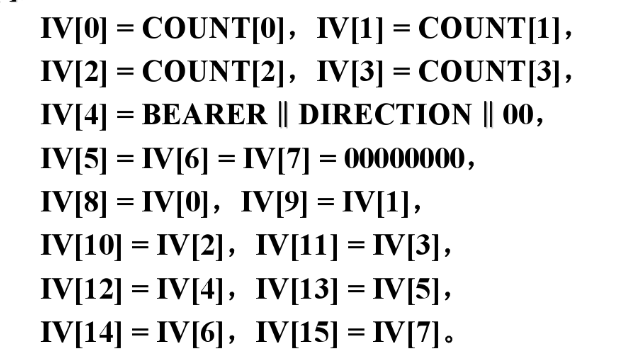 IV[0] = COUNT[0]，IV[1] = COUNT[1]，
IV[2] = COUNT[2]，IV[3] = COUNT[3]，
IV[4] = BEARER ‖ DIRECTION ‖ 00，
IV[5] = IV[6] = IV[7] = 00000000，
IV[8] = IV[0]，IV[9] = IV[1]，
IV[10] = IV[2]，IV[11] = IV[3]，
IV[12] = IV[4]，IV[13] = IV[5]，
IV[14] = IV[6]，IV[15] = IV[7]。